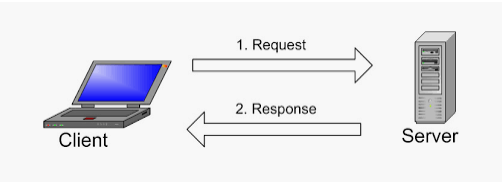 1. Request
2. Response
Client
Server